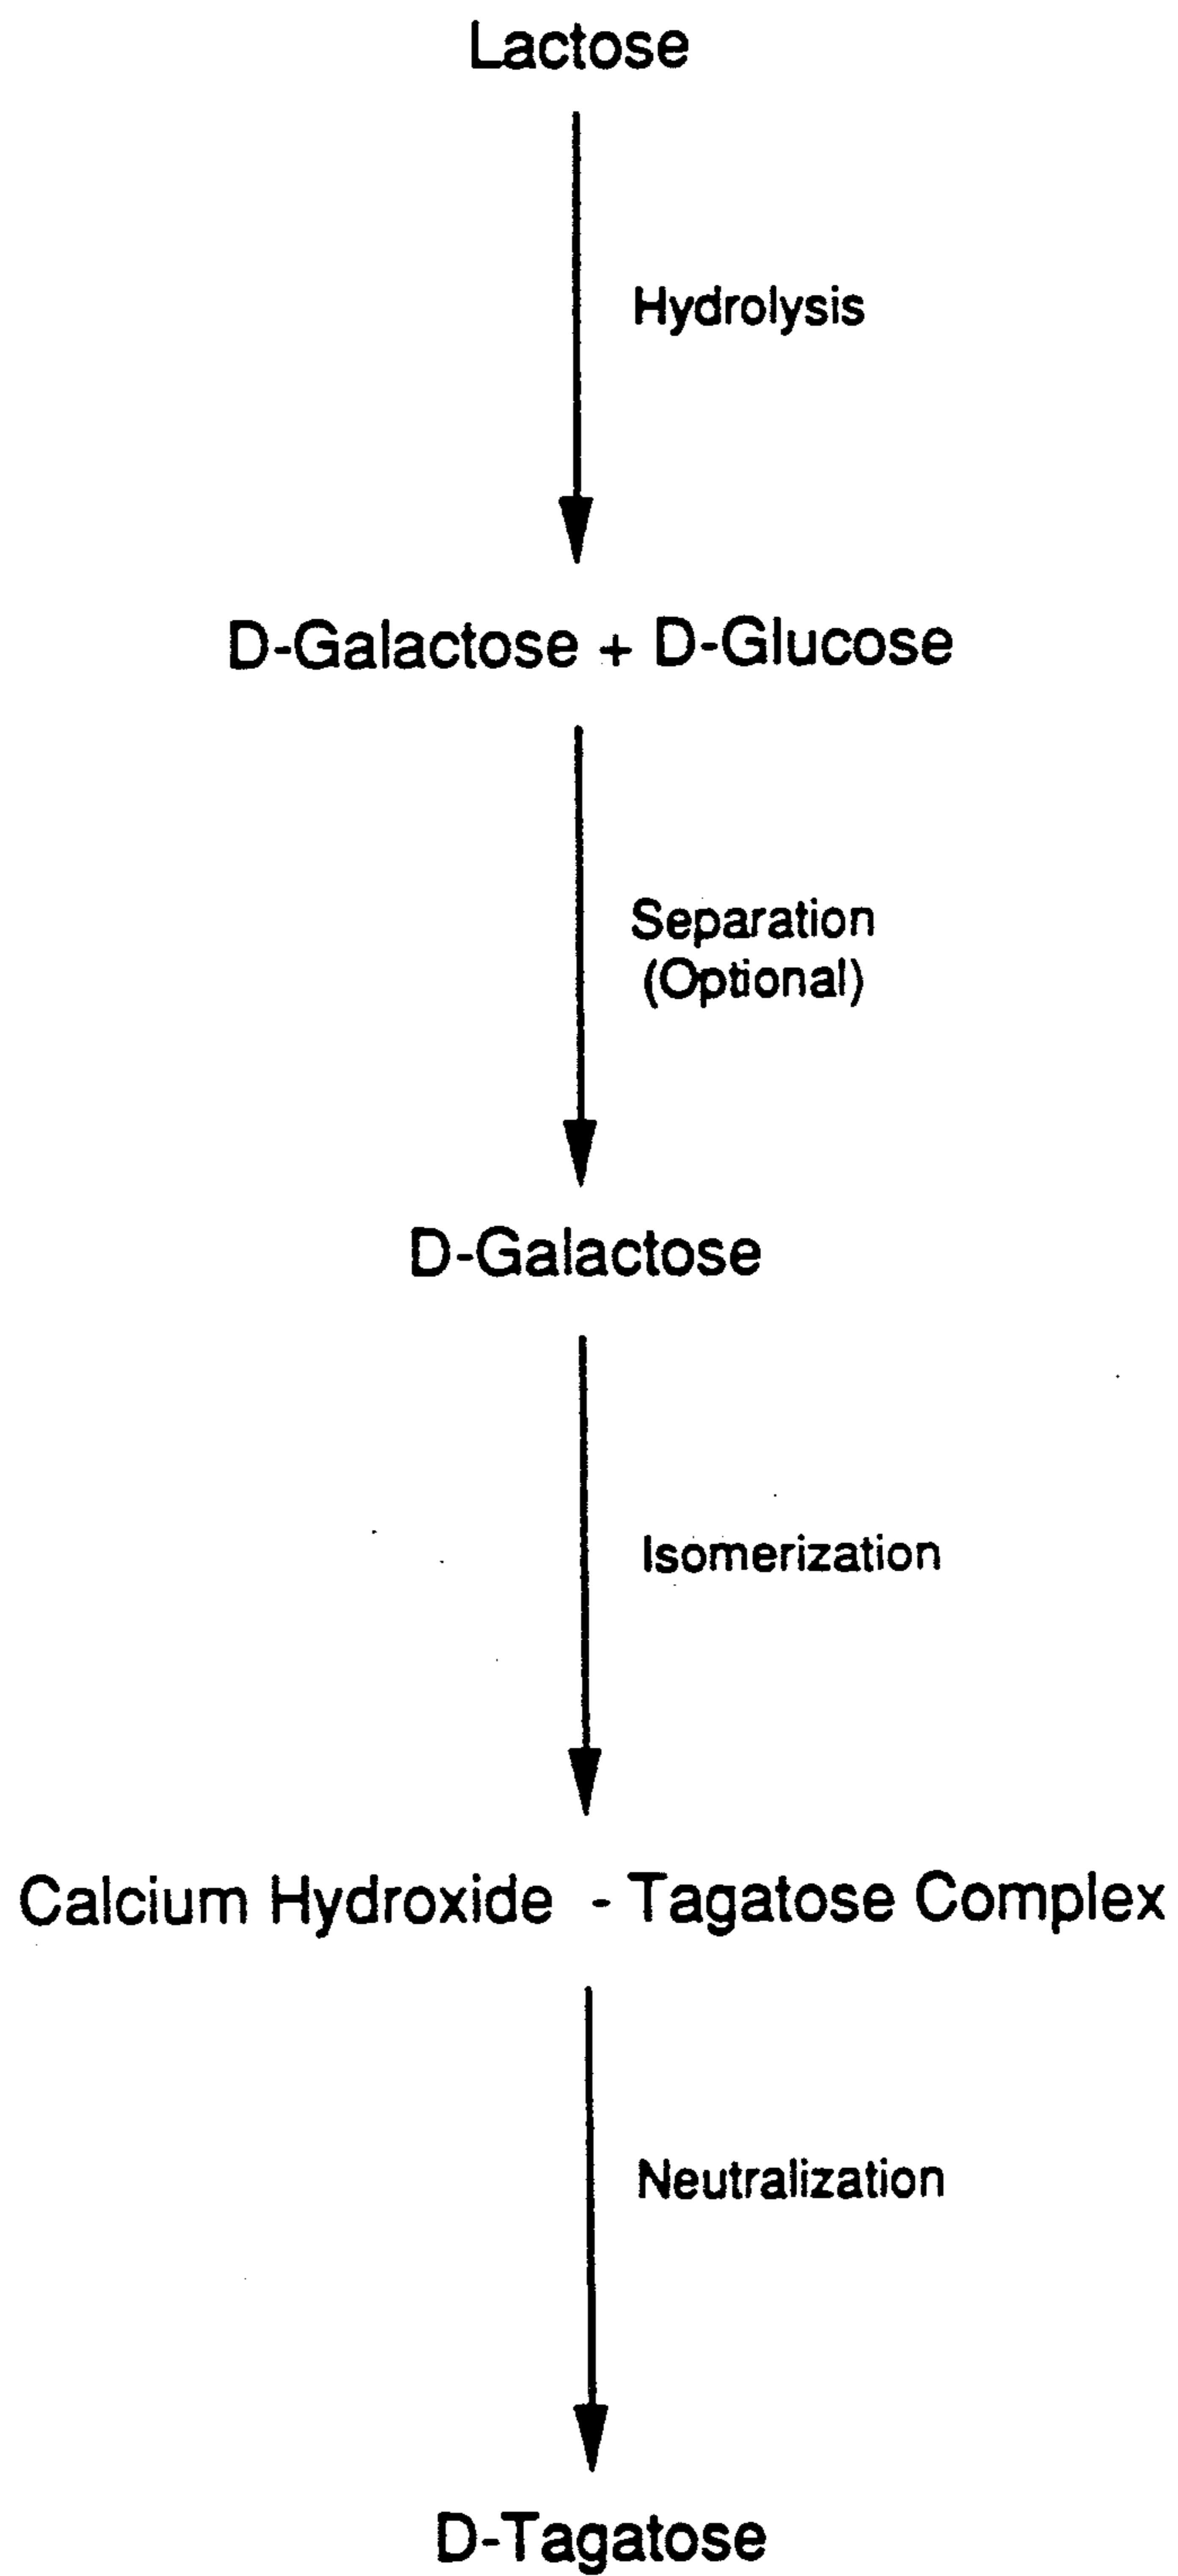 Lactose
Hydrolysis
D-Galactose + D-Glucose
Separation
(Optional)
D-Galactose
Isomerization
Calcium Hydroxide - Tagatose Complex
Neutralization
D-Tagatose